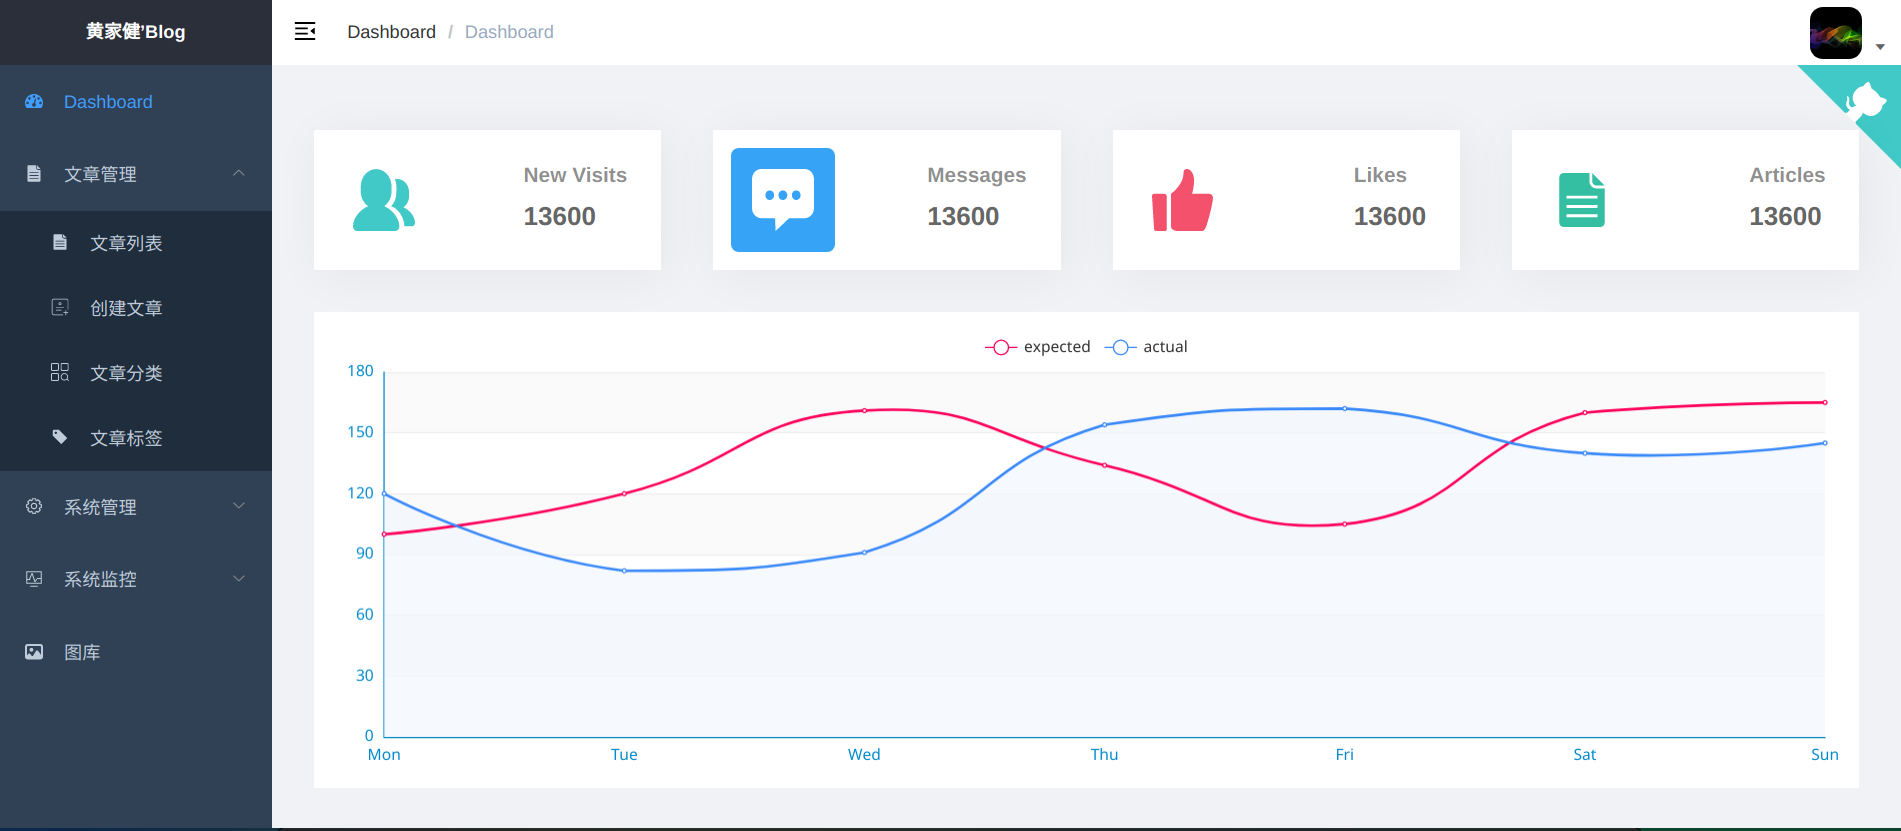 黄家健'Blog
Dashboard / Dashboard
Dashboard
文章管理
文章列表
创建文章
文章分类
文章标签
系统管理
系统监控
图库
New Visits
13600
Messages
13600
Likes
13600
Articles
13600
expected actual
180
150
120
90
60
30
0
Mon Tue Wed Thu Fri Sat Sun